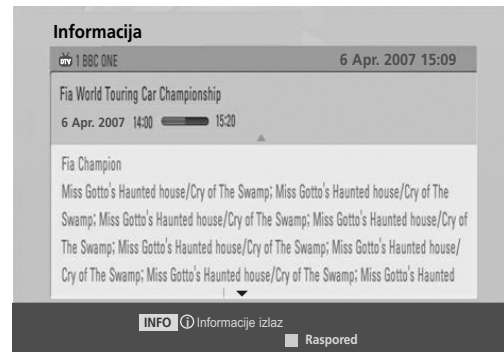 Informacija
DTV 1 BBC ONE 6 Apr. 2007 15:09
Fia World Touring Car Championship
6 Apr. 2007 14:00 15:20
Fia Champion
Miss Gotto's Haunted house/Cry of The Swamp; Miss Gotto's Haunted house/Cry of The
Swamp; Miss Gotto's Haunted house/Cry of The Swamp; Miss Gotto's Haunted house/Cry of
The Swamp; Miss Gotto's Haunted house/Cry of The Swamp; Miss Gotto's Haunted house/
Cry of The Swamp; Miss Gotto's Haunted house/Cry of The Swamp; Miss Gotto's Haunted
INFO i Informacije izlaz
Raspored